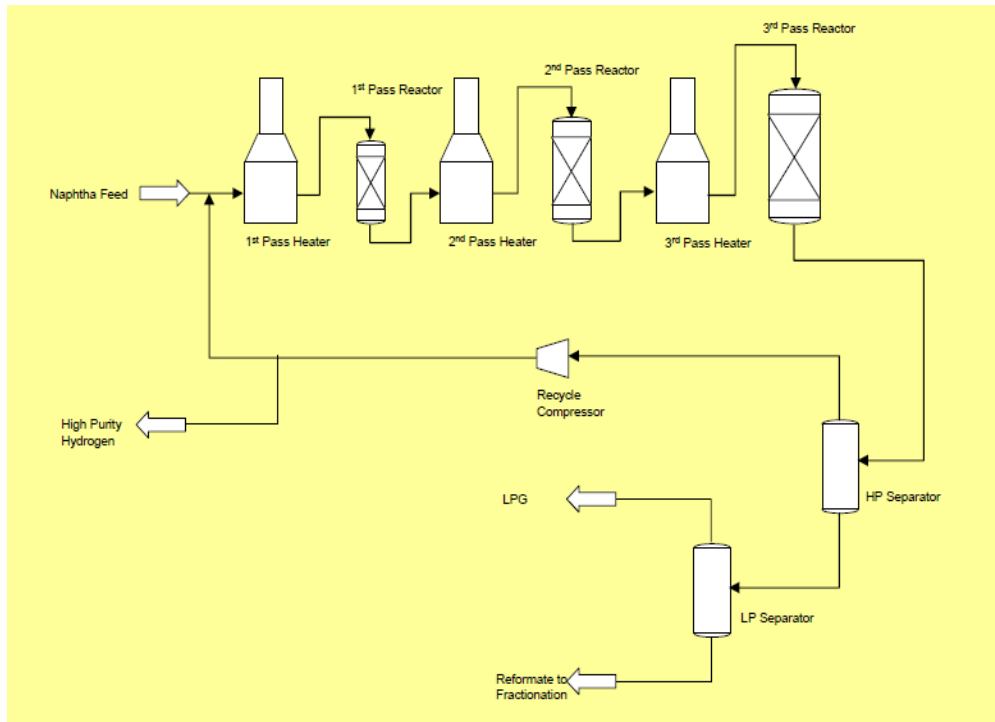 3rd Pass Reactor
2nd Pass Reactor
1st Pass Reactor
Naphtha Feed
1st Pass Heater
2nd Pass Heater
3rd Pass Heater
Recycle
Compressor
High Purity
Hydrogen
LPG
HP Separator
LP Separator
Reformate to
Fractionation